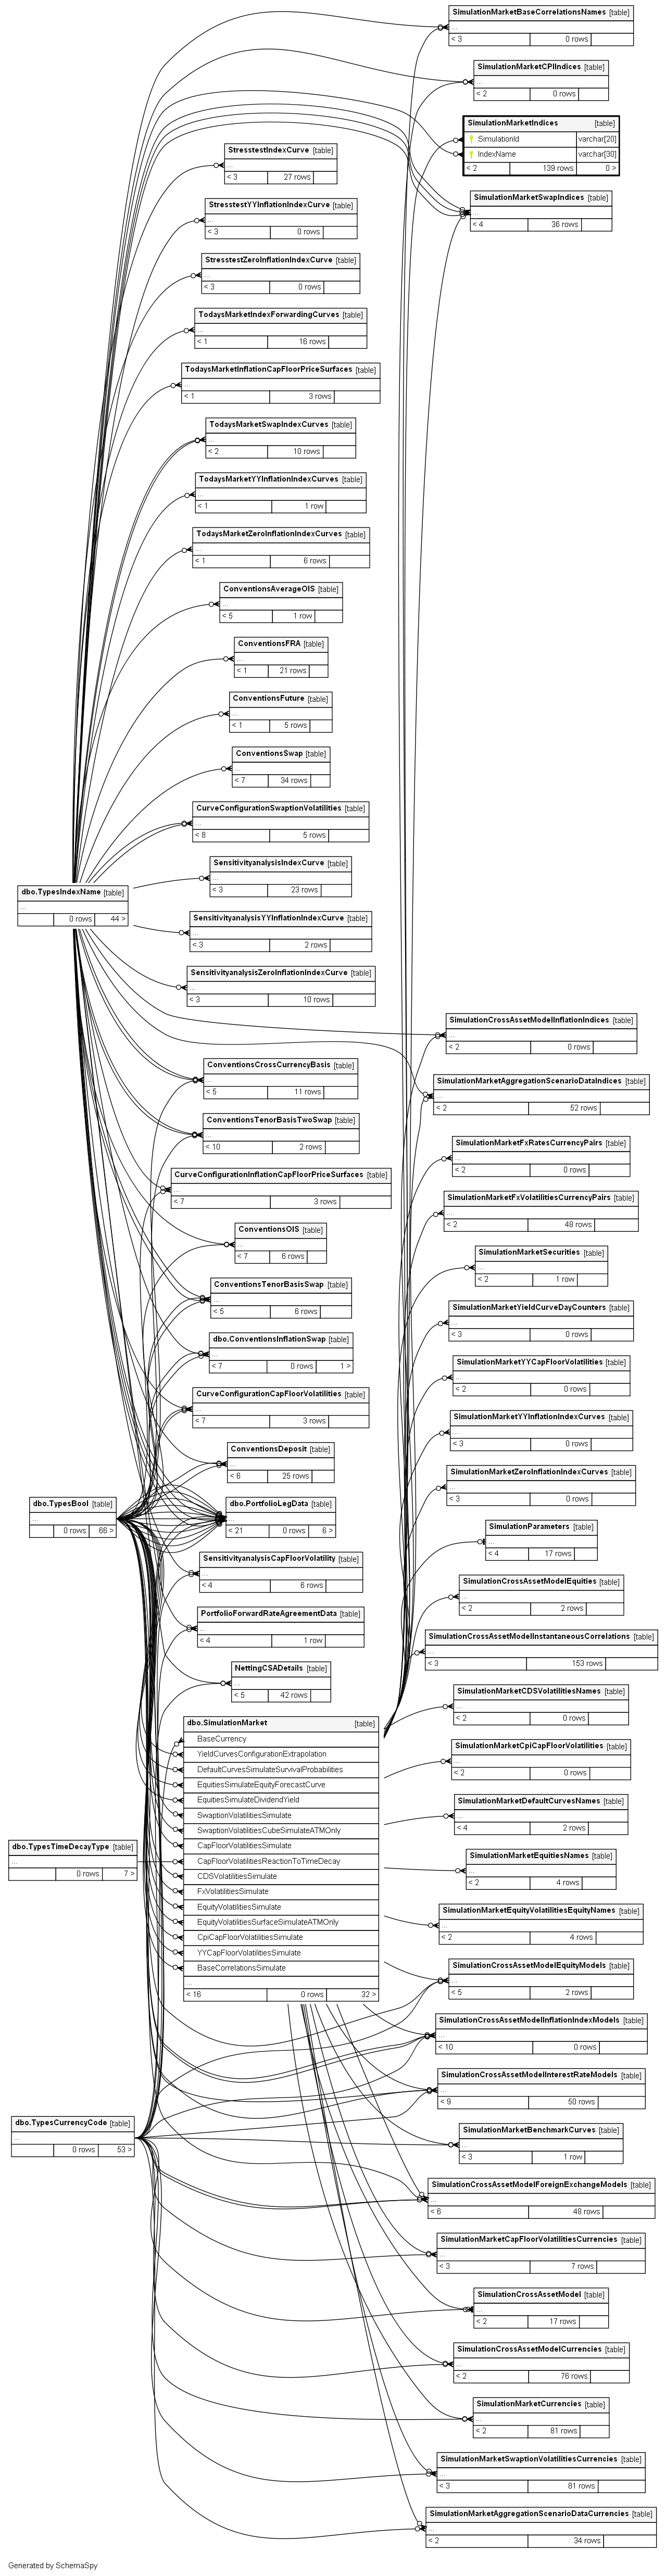 SimulationMarketBaseCorrelationsNames [table]
...
< 3 0 rows
SimulationMarketCPIIndices [table]
...
< 2 0 rows
SimulationMarketIndices [table]
SimulationId varchar[20]
IndexName varchar[30]
< 2 139 rows 0 >
StresstestIndexCurve [table]
...
< 3 27 rows
SimulationMarketSwapIndices [table]
...
< 4 36 rows
StresstestYYInflationIndexCurve [table]
...
< 3 0 rows
StresstestZeroInflationIndexCurve [table]
...
< 3 0 rows
TodaysMarketIndexForwardingCurves [table]
...
< 1 16 rows
TodaysMarketInflationCapFloorPriceSurfaces [table]
...
< 1 3 rows
TodaysMarketSwapIndexCurves [table]
...
< 2 10 rows
TodaysMarketYYInflationIndexCurves [table]
...
< 1 1 row
TodaysMarketZeroInflationIndexCurves [table]
...
< 1 6 rows
ConventionsAverageOIS [table]
...
< 5 1 row
ConventionsFRA [table]
...
< 1 21 rows
ConventionsFuture [table]
...
< 1 5 rows
ConventionsSwap [table]
...
< 7 34 rows
CurveConfigurationSwaptionVolatilities [table]
...
< 8 5 rows
SensitivityanalysisIndexCurve [table]
...
< 3 23 rows
dbo.TypesIndexName [table]
...
0 rows 44 >
SensitivityanalysisYYInflationIndexCurve [table]
...
< 3 2 rows
SensitivityanalysisZeroInflationIndexCurve [table]
...
< 3 10 rows
SimulationCrossAssetModelInflationIndices [table]
...
< 2 0 rows
ConventionsCrossCurrencyBasis [table]
...
< 5 11 rows
SimulationMarketAggregationScenarioDataIndices [table]
...
< 2 52 rows
ConventionsTenorBasisTwoSwap [table]
...
< 10 2 rows
SimulationMarketFxRatesCurrencyPairs [table]
...
< 2 0 rows
CurveConfigurationInflationCapFloorPriceSurfaces [table]
...
< 7 3 rows
SimulationMarketFxVolatilitiesCurrencyPairs [table]
...
< 2 48 rows
ConventionsOIS [table]
...
< 7 6 rows
SimulationMarketSecurities [table]
...
< 2 1 row
ConventionsTenorBasisSwap [table]
...
< 5 6 rows
SimulationMarketYieldCurveDayCounters [table]
...
< 3 0 rows
dbo.ConventionsInflationSwap [table]
...
< 7 0 rows 1 >
SimulationMarketYYCapFloorVolatilities [table]
...
< 2 0 rows
CurveConfigurationCapFloorVolatilities [table]
...
< 7 3 rows
SimulationMarketYYInflationIndexCurves [table]
...
< 3 0 rows
ConventionsDeposit [table]
...
< 6 25 rows
SimulationMarketZeroInflationIndexCurves [table]
...
< 3 0 rows
dbo.TypesBool [table]
...
0 rows 66 >
dbo.PortfolioLegData [table]
...
< 21 0 rows 6 >
SimulationParameters [table]
...
< 4 17 rows
SensitivityanalysisCapFloorVolatility [table]
...
< 4 6 rows
SimulationCrossAssetModelEquities [table]
...
< 2 2 rows
PortfolioForwardRateAgreementData [table]
...
< 4 1 row
SimulationCrossAssetModelInstantaneousCorrelations [table]
...
< 3 153 rows
NettingCSADetails [table]
...
< 5 42 rows
SimulationMarketCDSVolatilitiesNames [table]
...
< 2 0 rows
dbo.SimulationMarket [table]
BaseCurrency
YieldCurvesConfigurationExtrapolation
DefaultCurvesSimulateSurvivalProbabilities
EquitiesSimulateEquityForecastCurve
EquitiesSimulateDividendYield
SwaptionVolatilitiesSimulate
SwaptionVolatilitiesCubeSimulateATMOnly
CapFloorVolatilitiesSimulate
CapFloorVolatilitiesReactionToTimeDecay
CDSVolatilitiesSimulate
FxVolatilitiesSimulate
EquityVolatilitiesSimulate
EquityVolatilitiesSurfaceSimulateATMOnly
CpiCapFloorVolatilitiesSimulate
YYCapFloorVolatilitiesSimulate
BaseCorrelationsSimulate
...
< 16 0 rows 32 >
SimulationMarketCpiCapFloorVolatilities [table]
...
< 2 0 rows
SimulationMarketDefaultCurvesNames [table]
...
< 4 2 rows
dbo.TypesTimeDecayType [table]
...
0 rows 7 >
SimulationMarketEquitiesNames [table]
...
< 2 4 rows
SimulationMarketEquityVolatilitiesEquityNames [table]
...
< 2 4 rows
SimulationCrossAssetModelEquityModels [table]
...
< 5 2 rows
SimulationCrossAssetModelInflationIndexModels [table]
...
< 10 0 rows
SimulationCrossAssetModelInterestRateModels [table]
...
< 9 50 rows
dbo.TypesCurrencyCode [table]
...
0 rows 53 >
SimulationMarketBenchmarkCurves [table]
...
< 3 1 row
SimulationCrossAssetModelForeignExchangeModels [table]
...
< 6 48 rows
SimulationMarketCapFloorVolatilitiesCurrencies [table]
...
< 3 7 rows
SimulationCrossAssetModel [table]
...
< 2 17 rows
SimulationCrossAssetModelCurrencies [table]
...
< 2 76 rows
SimulationMarketCurrencies [table]
...
< 2 81 rows
SimulationMarketSwaptionVolatilitiesCurrencies [table]
...
< 3 81 rows
SimulationMarketAggregationScenarioDataCurrencies [table]
...
< 2 34 rows
Generated by SchemaSpy